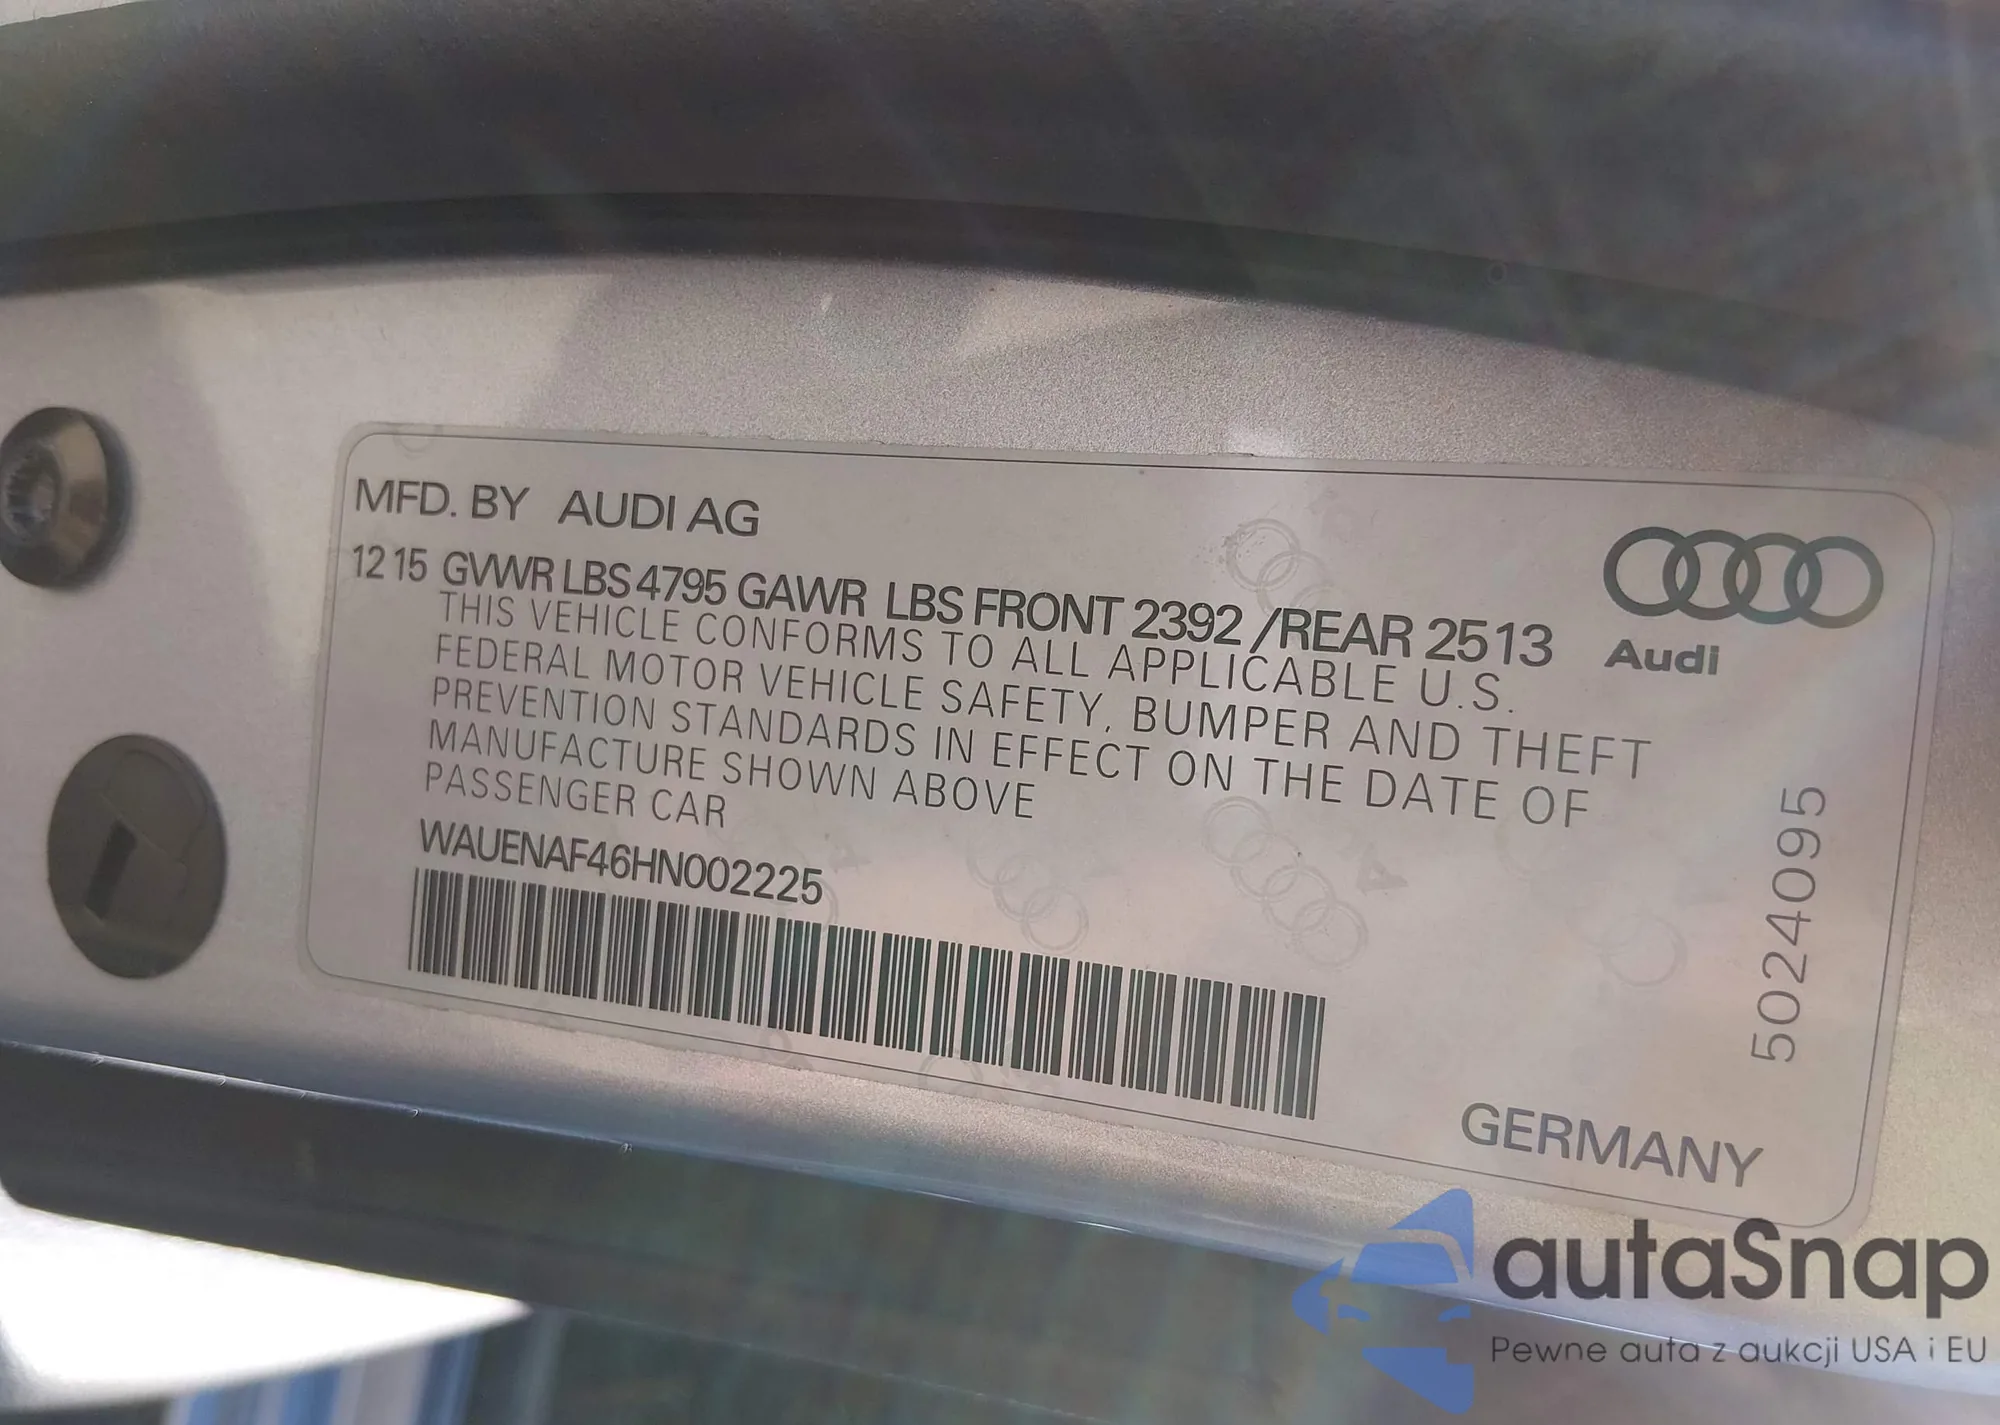 MFD. BY AUDI AG
12 15 GVWR LBS 4795 GAWR LBS FRONT 2392 /REAR 2513
THIS VEHICLE CONFORMS TO ALL APPLICABLE U.S.
FEDERAL MOTOR VEHICLE SAFETY, BUMPER AND THEFT
PREVENTION STANDARDS IN EFFECT ON THE DATE OF
MANUFACTURE SHOWN ABOVE
PASSENGER CAR
WAUENAF46HN002225
Audi
5024095
GERMANY
autaSnap
Pewne auta z aukcji USA i EU